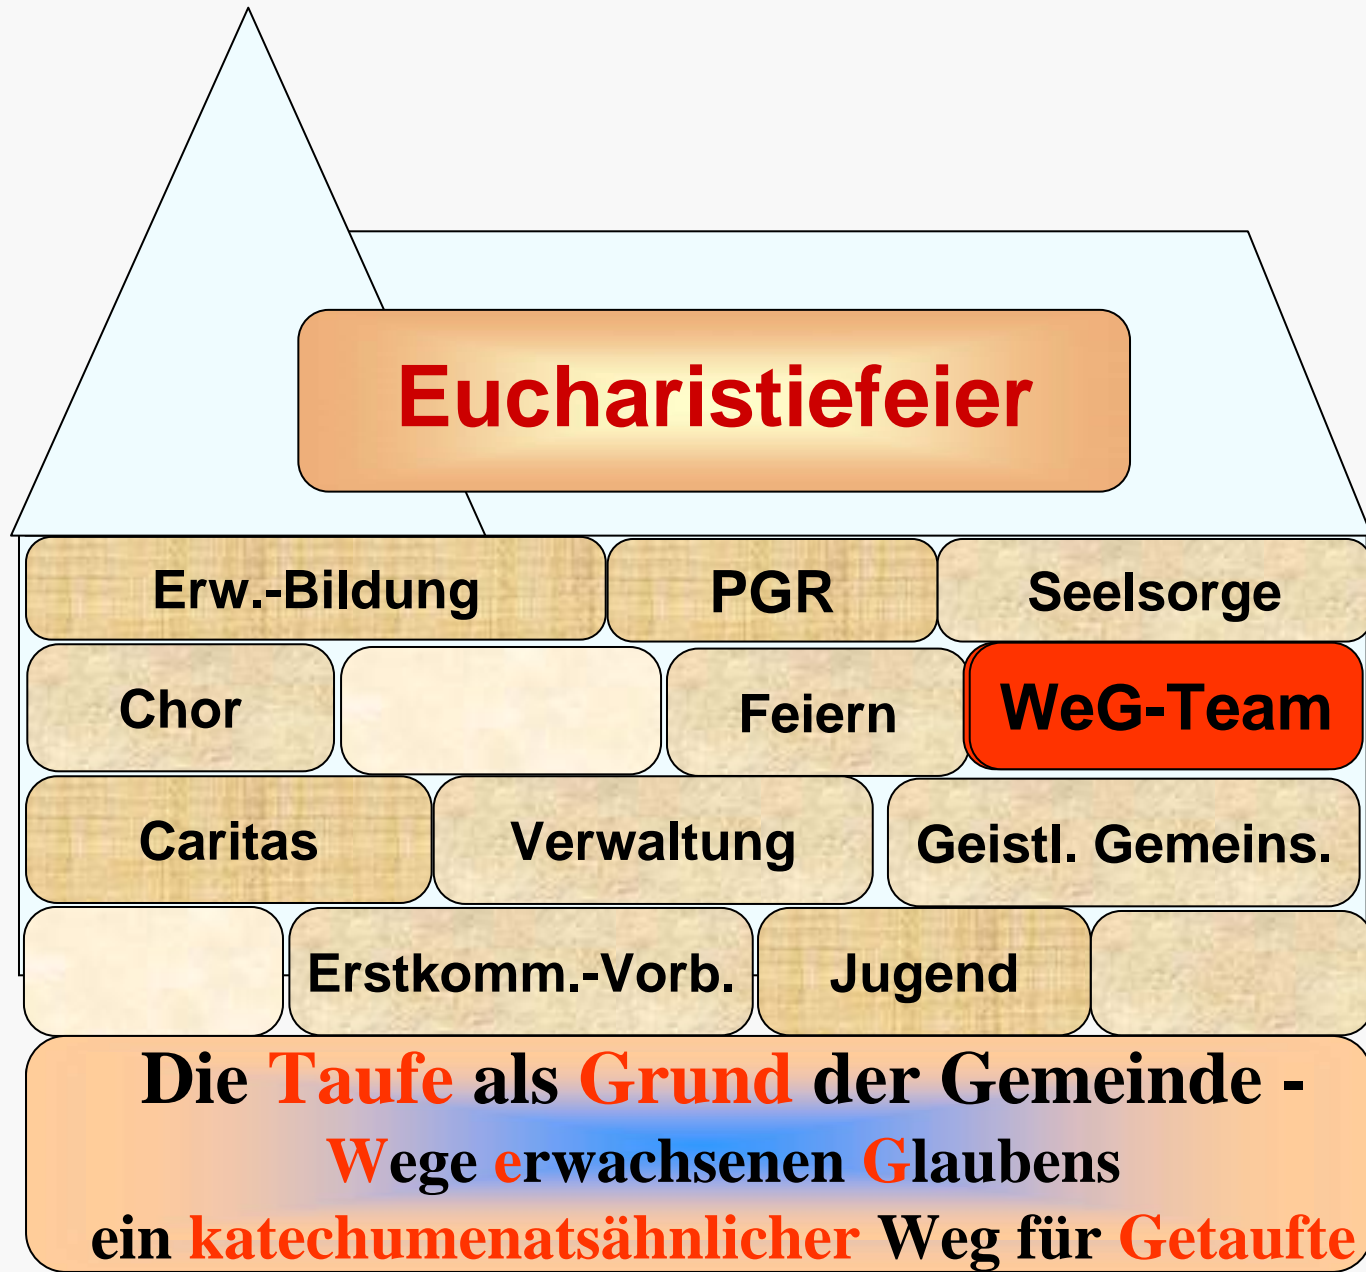 Eucharistiefeier
Erw.-Bildung PGR Seelsorge
Chor Feiern WeG-Team
Caritas Verwaltung Geistl. Gemeins.
Erstkomm.-Vorb. Jugend
Die Taufe als Grund der Gemeinde -
Wege erwachsenen Glaubens
ein katechumenatsähnlicher Weg für Getaufte